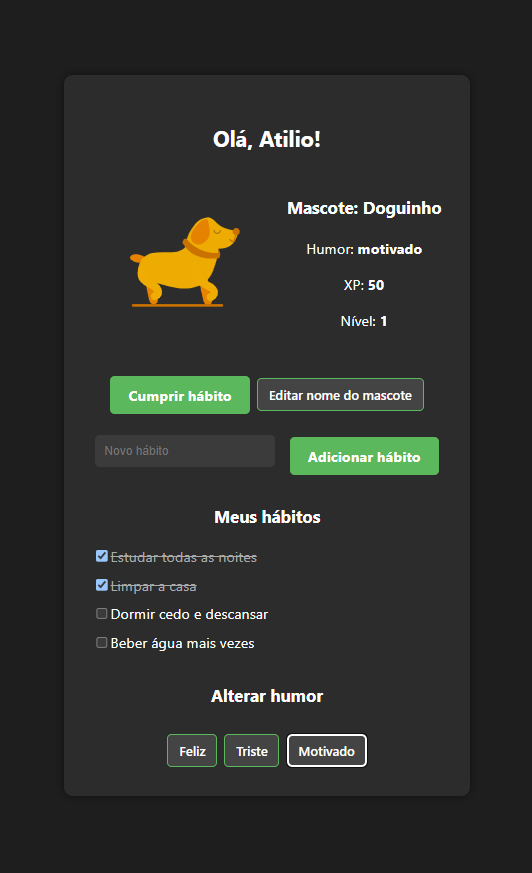 Olá, Atilio!
Mascote: Doguinho
Humor: motivado
XP: 50
Nível: 1
Cumprir hábito
Editar nome do mascote
Novo hábito
Adicionar hábito
Meus hábitos
Estudar todas as noites
Limpar a casa
Dormir cedo e descansar
Beber água mais vezes
Alterar humor
Feliz
Triste
Motivado